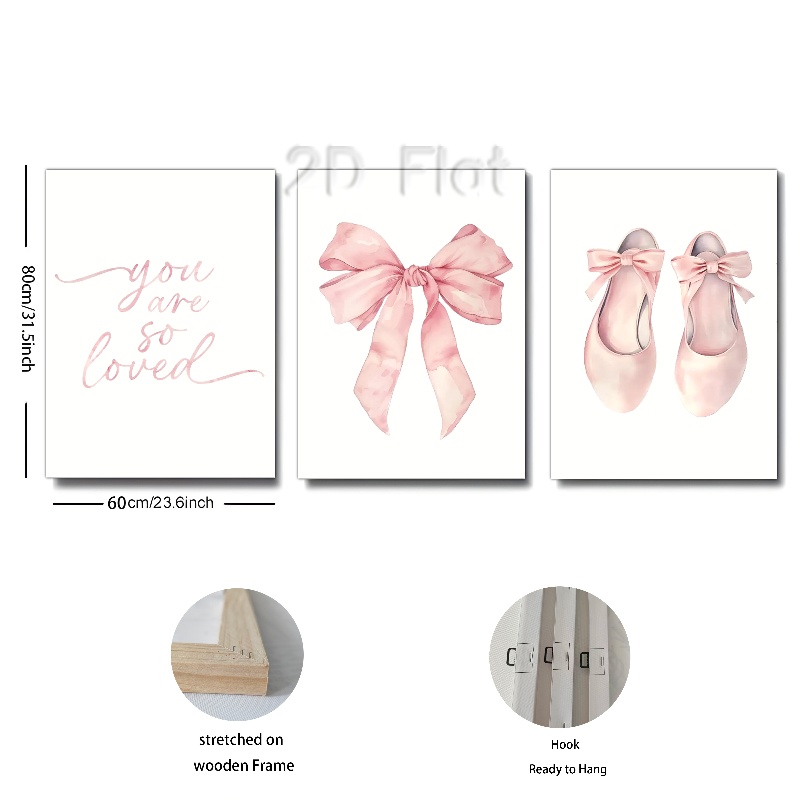 2D Flat
80cm/31.5inch
you
are
so
loved
60cm/23.6inch
stretched on
wooden Frame
Hook
Ready to Hang